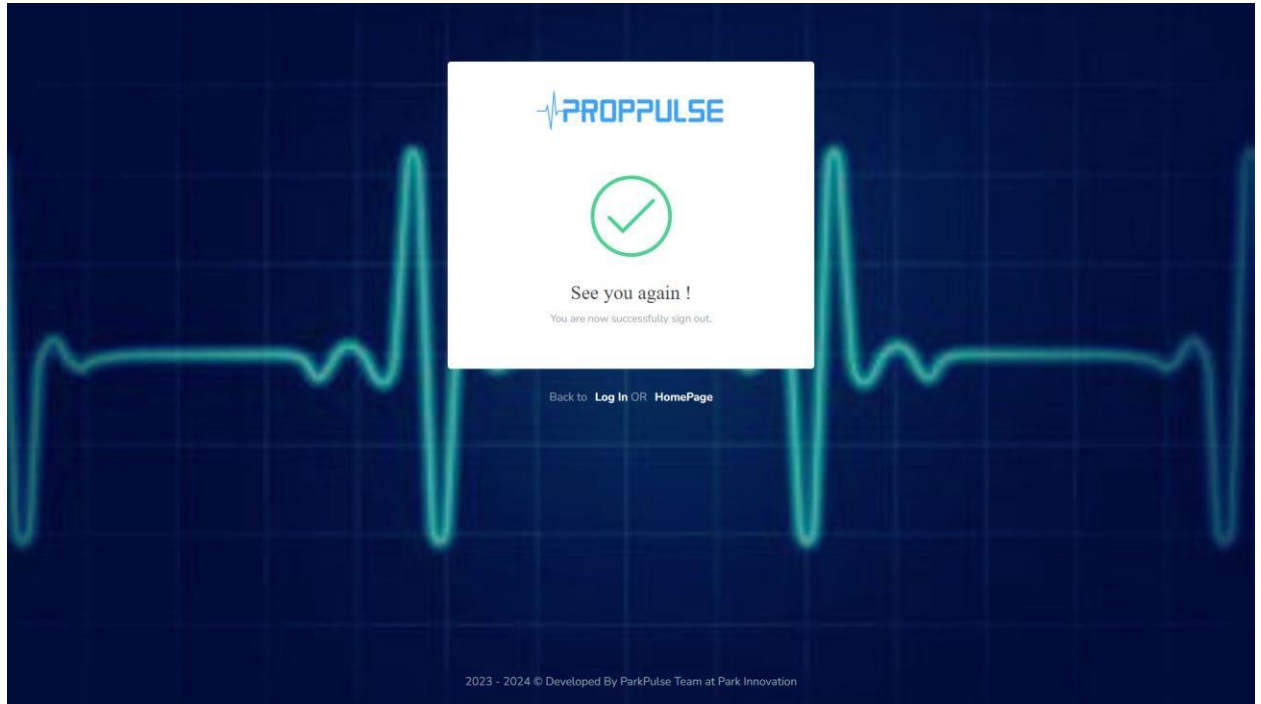 PROPPULSE
See you again !
You are now successfully sign out.
Back to Log In OR HomePage
2023 - 2024 © Developed By ParkPulse Team at Park Innovation